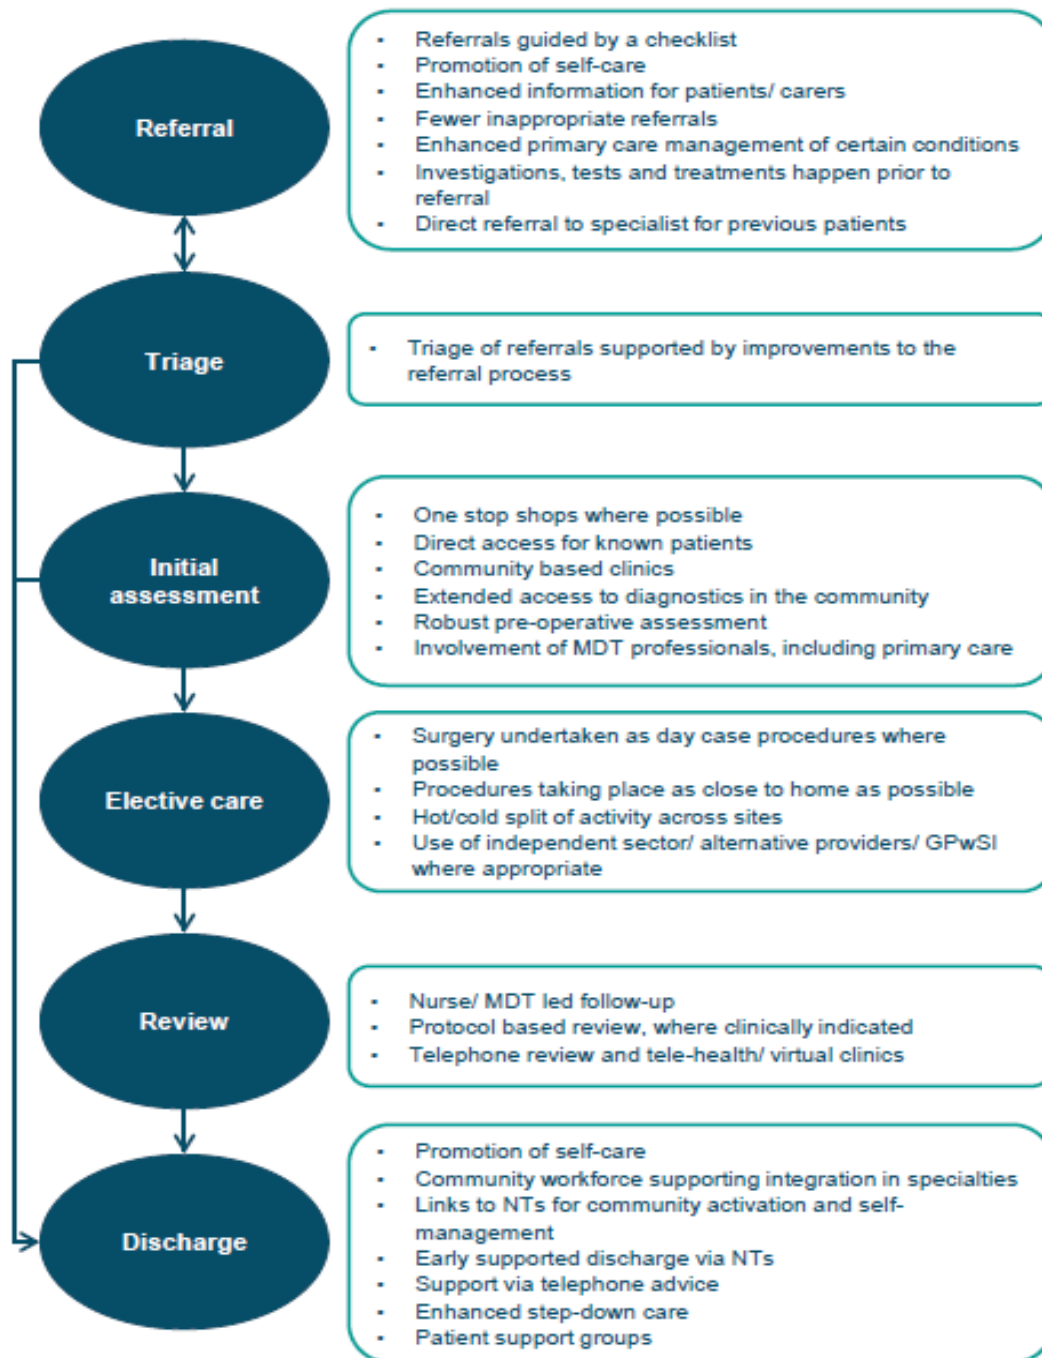 Referral
• Referrals guided by a checklist
• Promotion of self-care
• Enhanced information for patients/ carers
• Fewer inappropriate referrals
• Enhanced primary care management of certain conditions
• Investigations, tests and treatments happen prior to
referral
• Direct referral to specialist for previous patients
Triage
• Triage of referrals supported by improvements to the
referral process
Initial
assessment
• One stop shops where possible
• Direct access for known patients
• Community based clinics
• Extended access to diagnostics in the community
• Robust pre-operative assessment
• Involvement of MDT professionals, including primary care
Elective care
• Surgery undertaken as day case procedures where
possible
• Procedures taking place as close to home as possible
• Hot/cold split of activity across sites
• Use of independent sector/ alternative providers/ GPwSI
where appropriate
Review
• Nurse/ MDT led follow-up
• Protocol based review, where clinically indicated
• Telephone review and tele-health/ virtual clinics
Discharge
• Promotion of self-care
• Community workforce supporting integration in specialties
• Links to NTs for community activation and self-
management
• Early supported discharge via NTs
• Support via telephone advice
• Enhanced step-down care
• Patient support groups